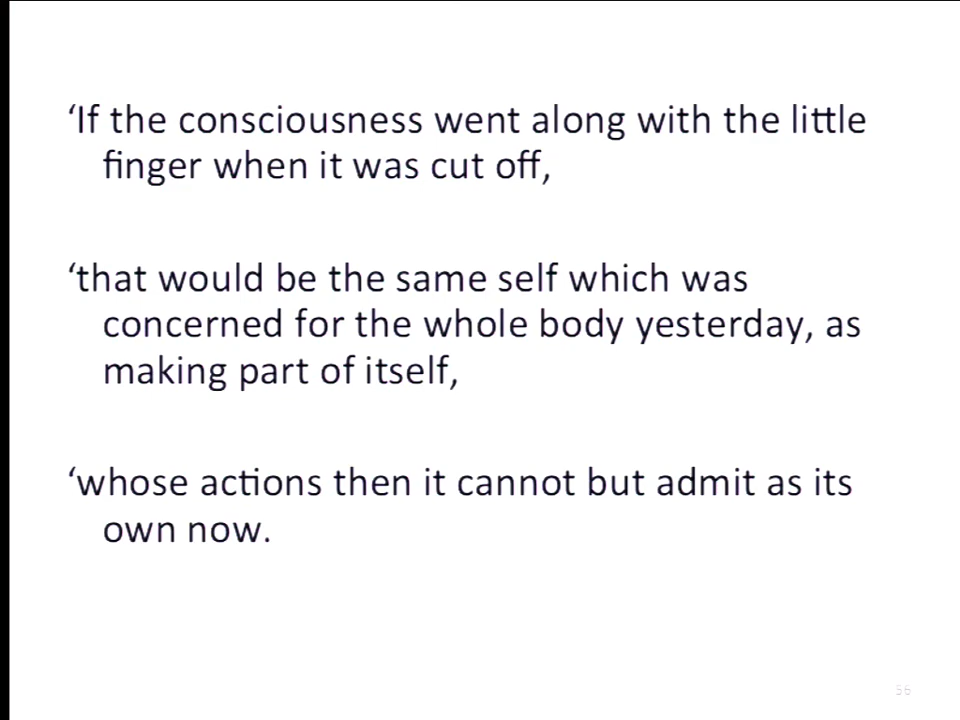 ‘If the consciousness went along with the little
finger when it was cut off,
‘that would be the same self which was
concerned for the whole body yesterday, as
making part of itself,
‘whose actions then it cannot but admit as its
own now.
56